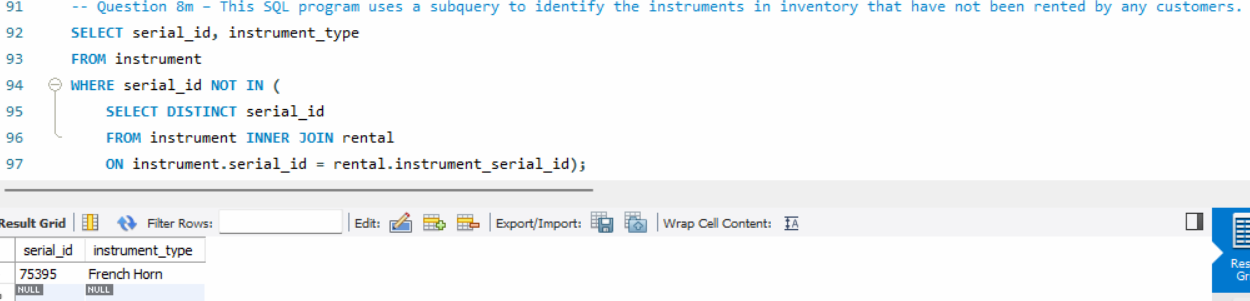 91 -- Question 8m – This SQL program uses a subquery to identify the instruments in inventory that have not been rented by any customers.
92 SELECT serial_id, instrument_type
93 FROM instrument
94 WHERE serial_id NOT IN (
95 SELECT DISTINCT serial_id
96 FROM instrument INNER JOIN rental
97 ON instrument.serial_id = rental.instrument_serial_id);
Result Grid Filter Rows: Edit: Export/Import: Wrap Cell Content: IA
serial_id instrument_type
75395 French Horn
NULL NULL
Res
Gr